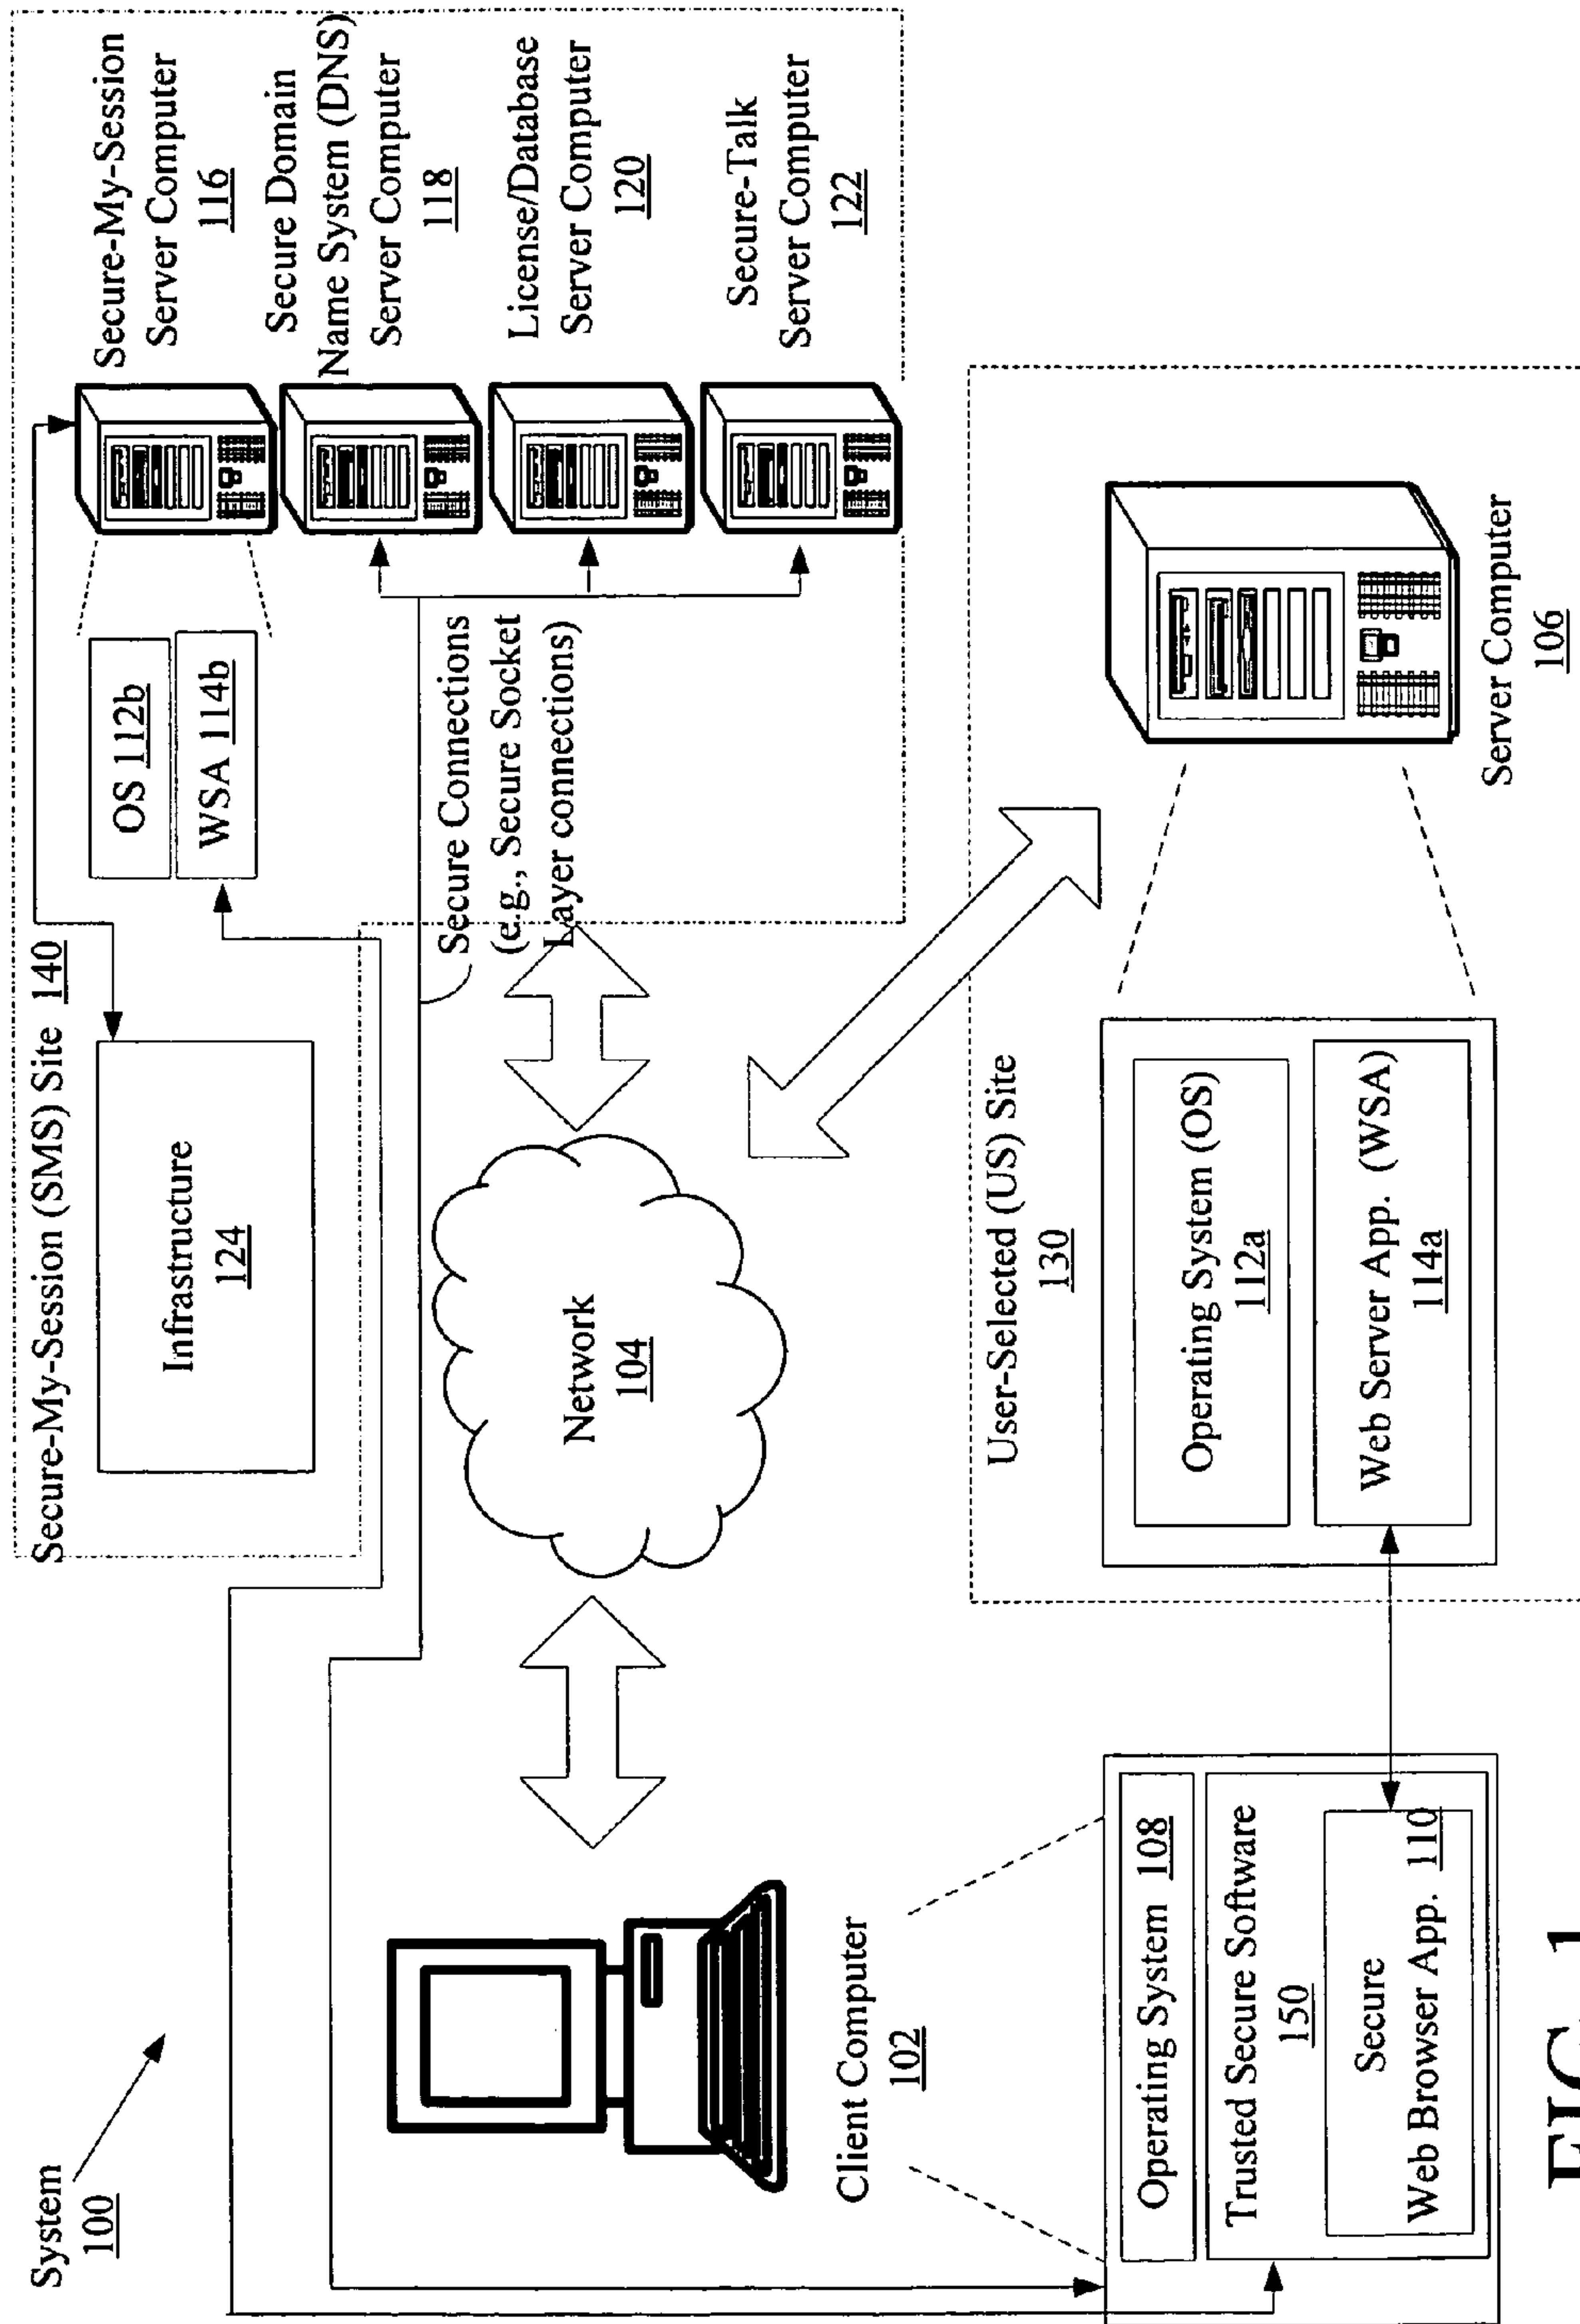 System
100
Secure-My-Session (SMS) Site 140
Infrastructure
124
OS 112b
WSA 114b
Secure-My-Session
Server Computer
116
Secure Domain
Name System (DNS)
Server Computer
118
License/Database
Server Computer
120
Secure-Talk
Server Computer
122
Secure Connections
(e.g., Secure Socket
Layer connections)
Network
104
Client Computer
102
Operating System 108
Trusted Secure Software
150
Secure
Web Browser App. 110
User-Selected (US) Site
130
Operating System (OS)
112a
Web Server App. (WSA)
114a
Server Computer
106
FIG. 1